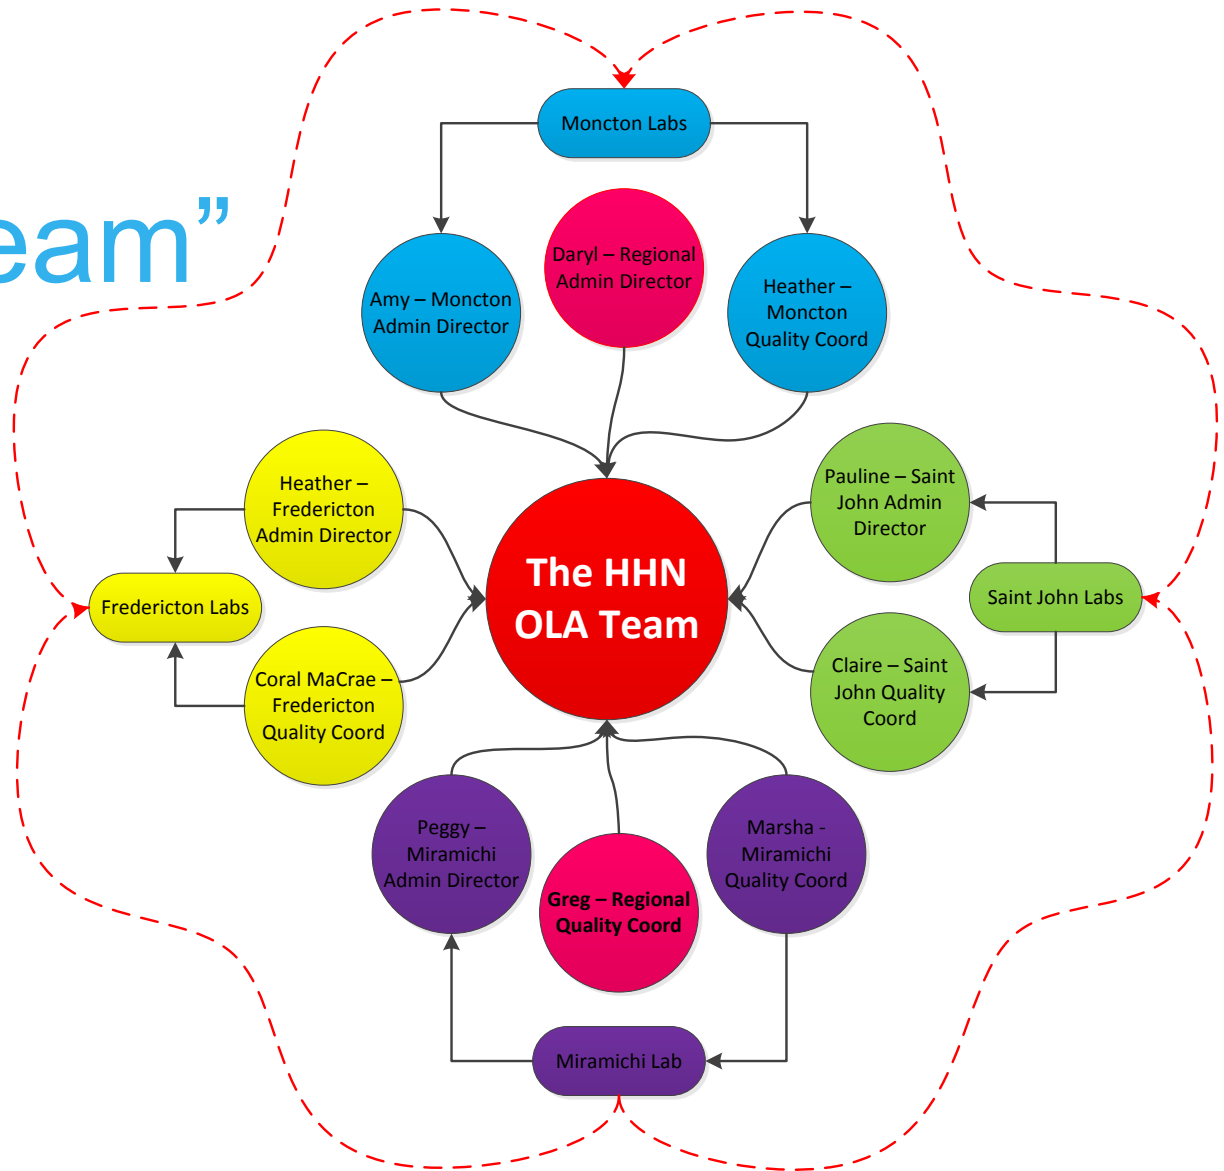 eam”
Moncton Labs
Daryl – Regional
Admin Director
Amy – Moncton
Admin Director
Heather –
Moncton
Quality Coord
Heather –
Fredericton
Admin Director
Pauline – Saint
John Admin
Director
The HHN
OLA Team
Fredericton Labs
Saint John Labs
Coral MaCrae –
Fredericton
Quality Coord
Claire – Saint
John Quality
Coord
Peggy –
Miramichi
Admin Director
Marsha -
Miramichi
Quality Coord
Greg – Regional
Quality Coord
Miramichi Lab